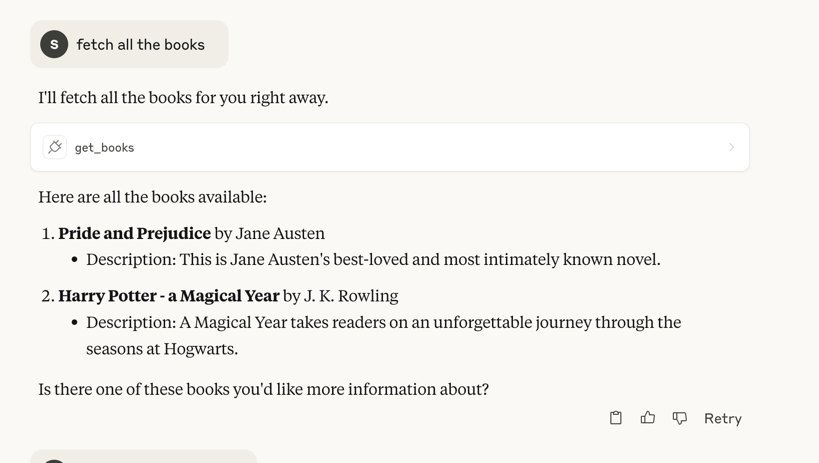 S fetch all the books
I'll fetch all the books for you right away.
get_books
Here are all the books available:
1. Pride and Prejudice by Jane Austen
• Description: This is Jane Austen's best-loved and most intimately known novel.
2. Harry Potter - a Magical Year by J. K. Rowling
• Description: A Magical Year takes readers on an unforgettable journey through the
seasons at Hogwarts.
Is there one of these books you'd like more information about?
Retry